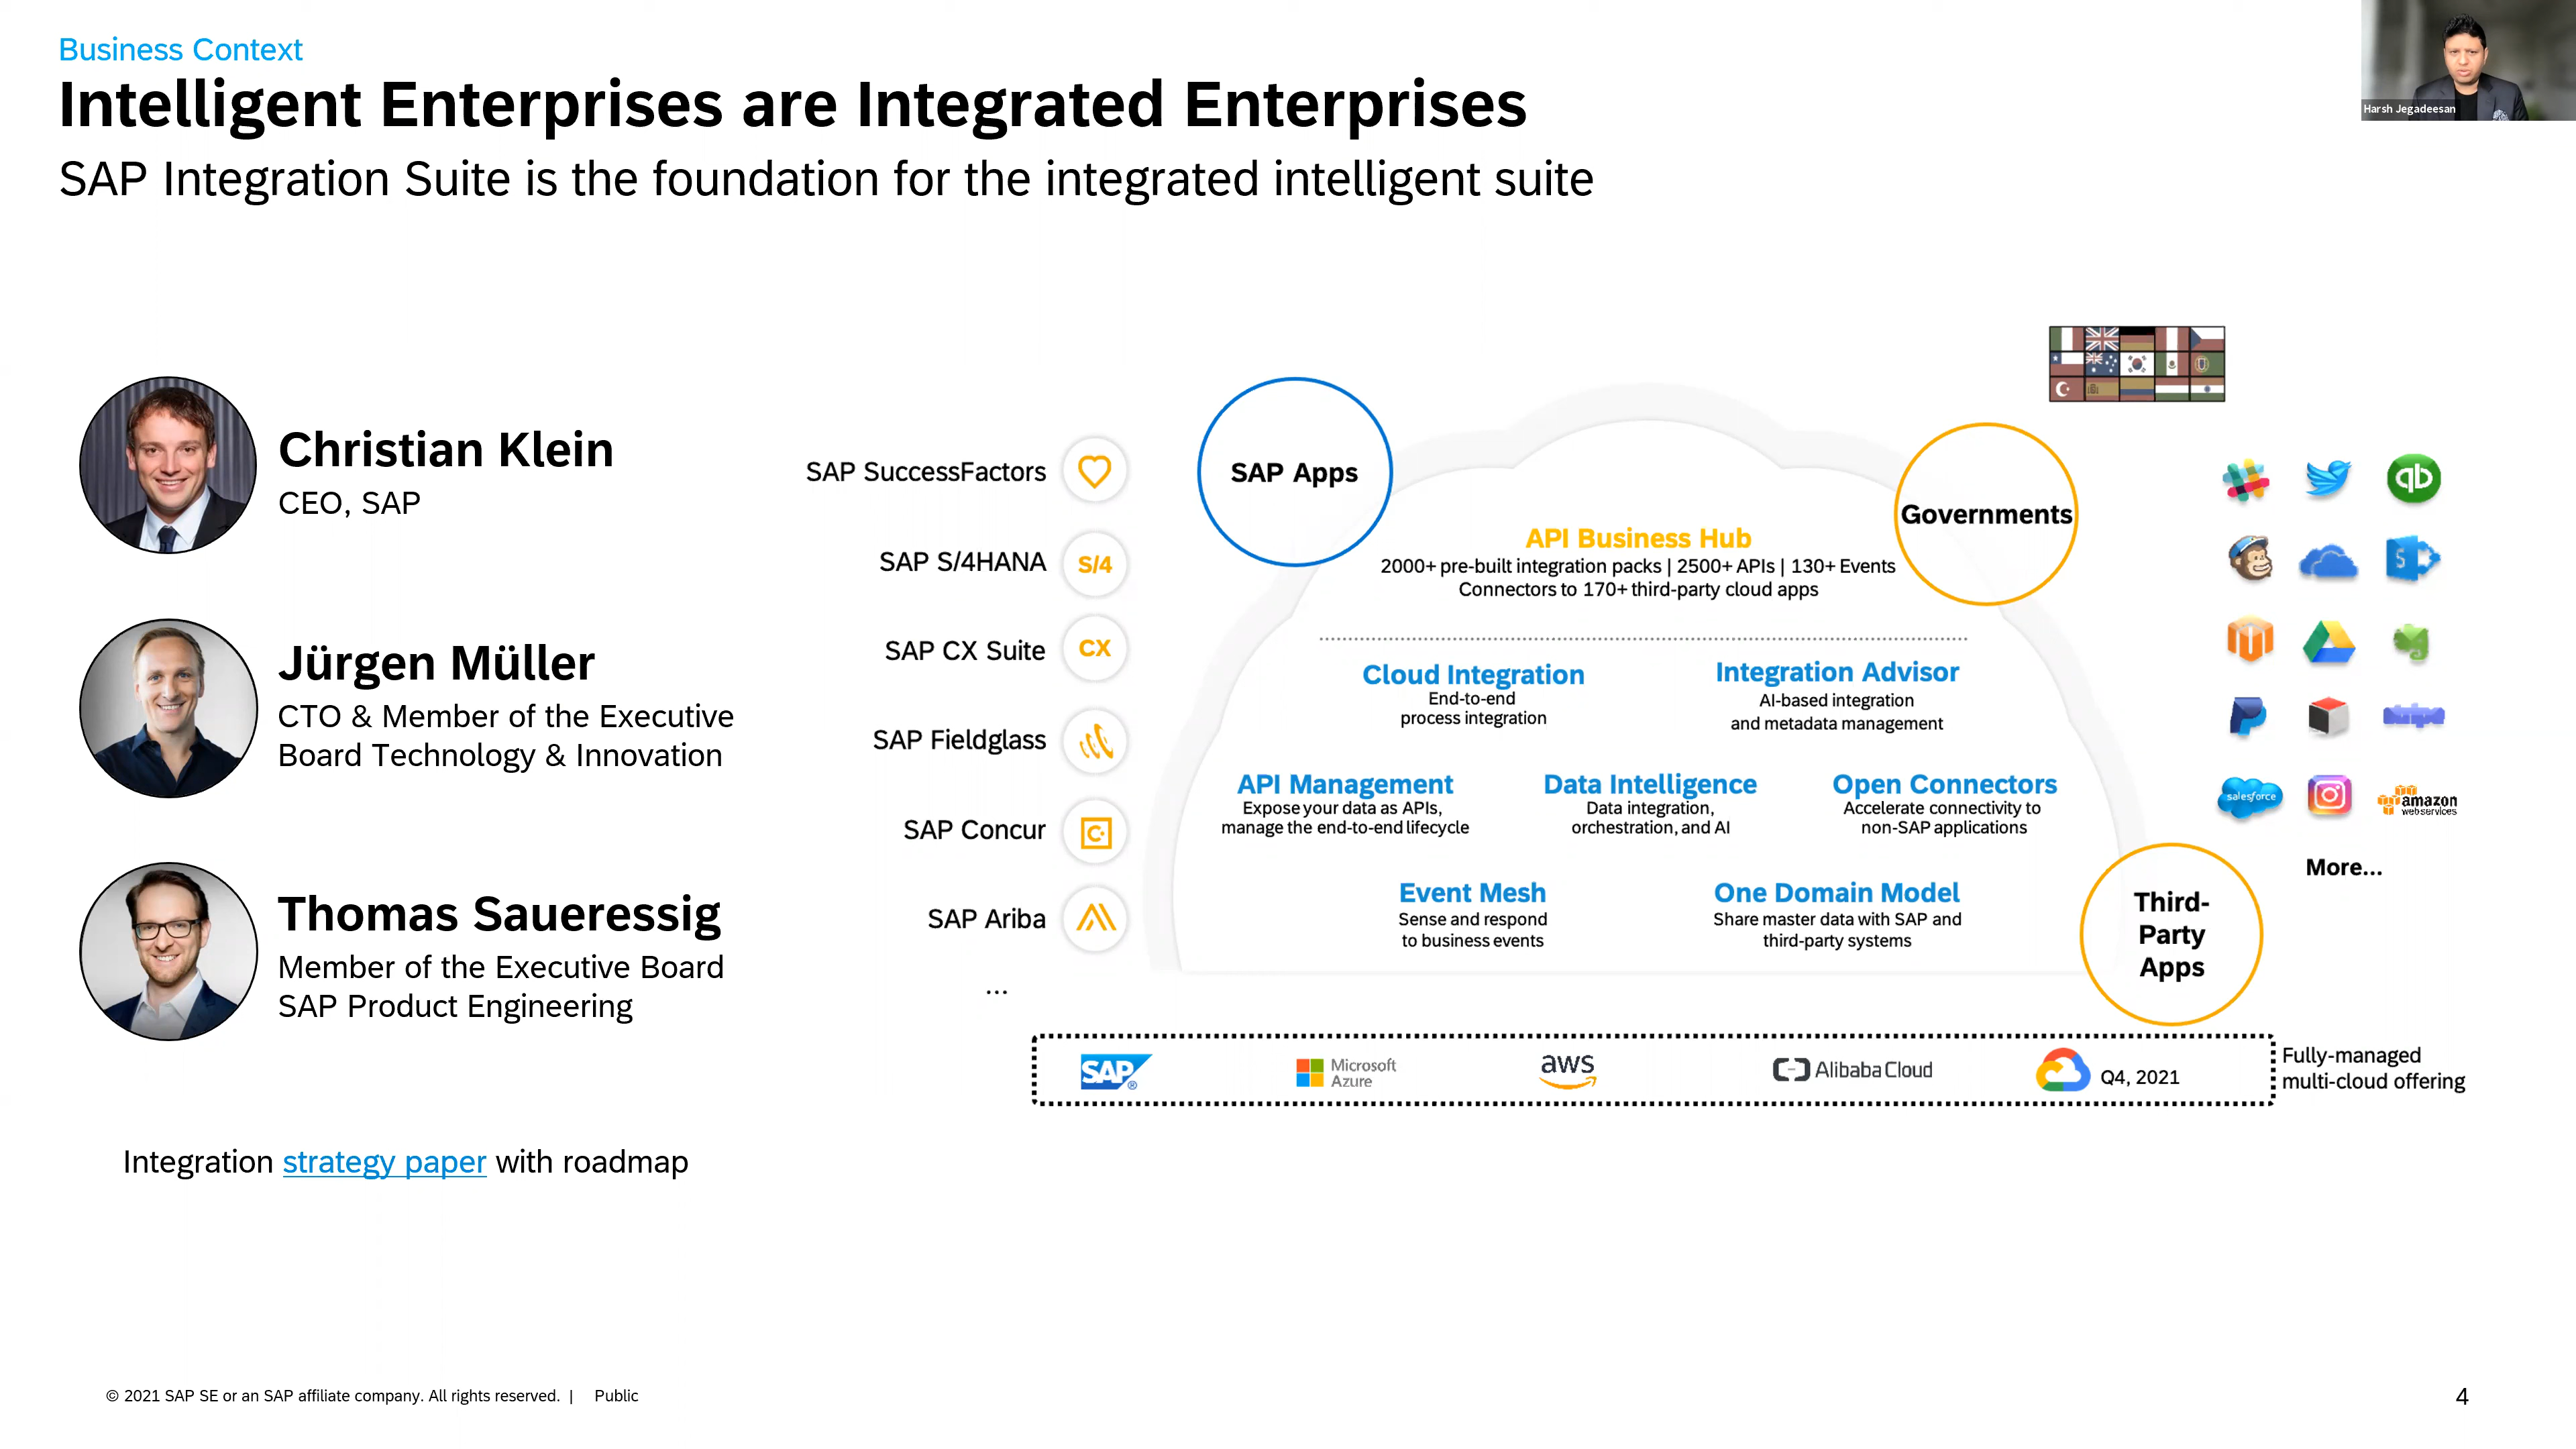 Business Context
Intelligent Enterprises are Integrated Enterprises
SAP Integration Suite is the foundation for the integrated intelligent suite
Harsh Jegadeesan
Christian Klein
CEO, SAP
Jürgen Müller
CTO & Member of the Executive
Board Technology & Innovation
Thomas Saueressig
Member of the Executive Board
SAP Product Engineering
Integration strategy paper with roadmap
SAP SuccessFactors
SAP S/4HANA
S/4
SAP CX Suite
CX
SAP Fieldglass
SAP Concur
C
SAP Ariba
...
SAP Apps
Governments
API Business Hub
2000+ pre-built integration packs | 2500+ APIs | 130+ Events
Connectors to 170+ third-party cloud apps
Cloud Integration
End-to-end
process integration
Integration Advisor
AI-based integration
and metadata management
API Management
Expose your data as APIs,
manage the end-to-end lifecycle
Data Intelligence
Data integration,
orchestration, and AI
Open Connectors
Accelerate connectivity to
non-SAP applications
Event Mesh
Sense and respond
to business events
One Domain Model
Share master data with SAP and
third-party systems
Third-
Party
Apps
qb
S
salesforce
amazon
webservices
More...
SAP®
Microsoft
Azure
aws
Alibaba Cloud
Q4, 2021
Fully-managed
multi-cloud offering
© 2021 SAP SE or an SAP affiliate company. All rights reserved. | Public
4